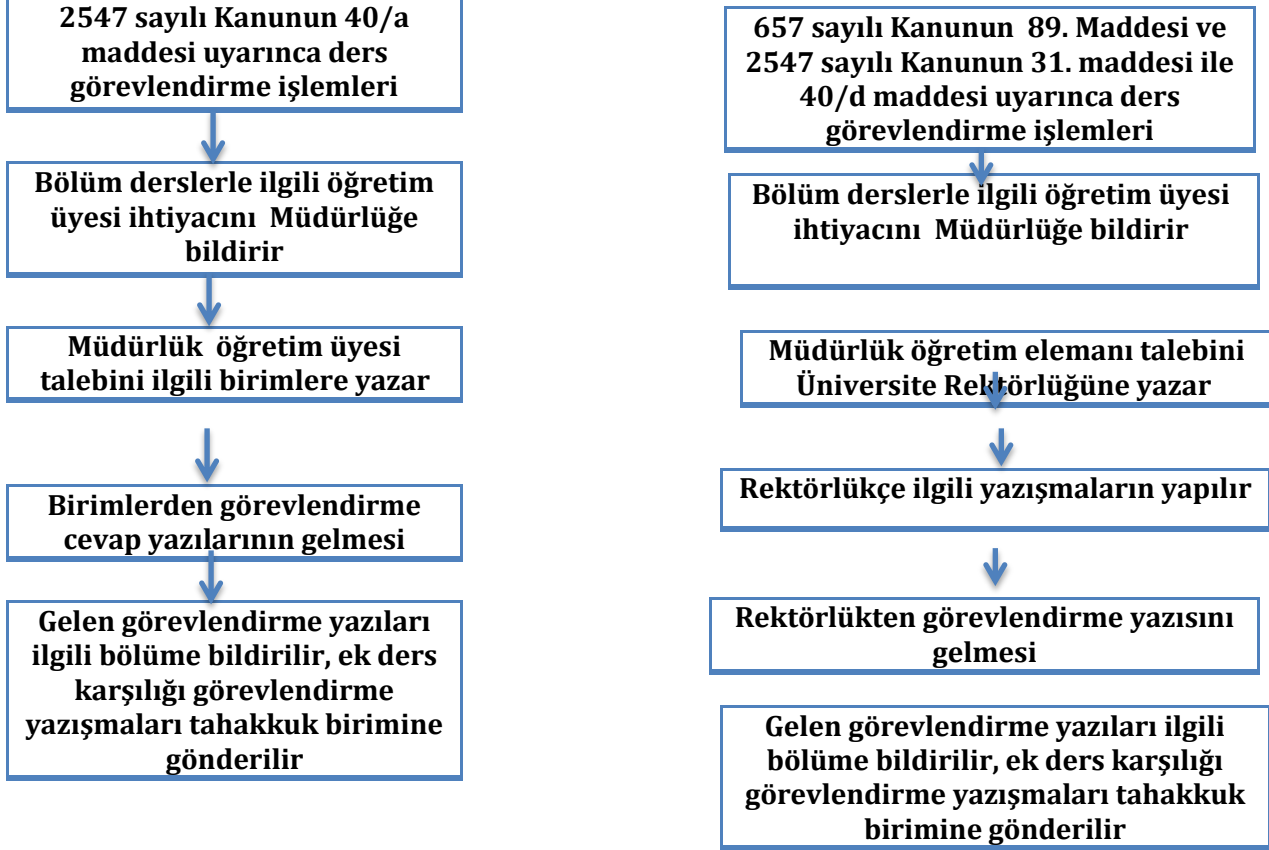 2547 sayılı Kanunun 40/a
maddesi uyarınca ders
görevlendirme işlemleri
Bölüm derslerle ilgili öğretim
üyesi ihtiyacını Müdürlüğe
bildirir
Müdürlük öğretim üyesi
talebini ilgili birimlere yazar
Birimlerden görevlendirme
cevap yazılarının gelmesi
Gelen görevlendirme yazıları
ilgili bölüme bildirilir, ek ders
karşılığı görevlendirme
yazışmaları tahakkuk birimine
gönderilir
657 sayılı Kanunun 89. Maddesi ve
2547 sayılı Kanunun 31. maddesi ile
40/d maddesi uyarınca ders
görevlendirme işlemleri
Bölüm derslerle ilgili öğretim üyesi
ihtiyacını Müdürlüğe bildirir
Müdürlük öğretim elemanı talebini
Üniversite Rektörlüğüne yazar
Rektörlükçe ilgili yazışmaların yapılır
Rektörlükten görevlendirme yazısını
gelmesi
Gelen görevlendirme yazıları ilgili
bölüme bildirilir, ek ders karşılığı
görevlendirme yazışmaları tahakkuk
birimine gönderilir